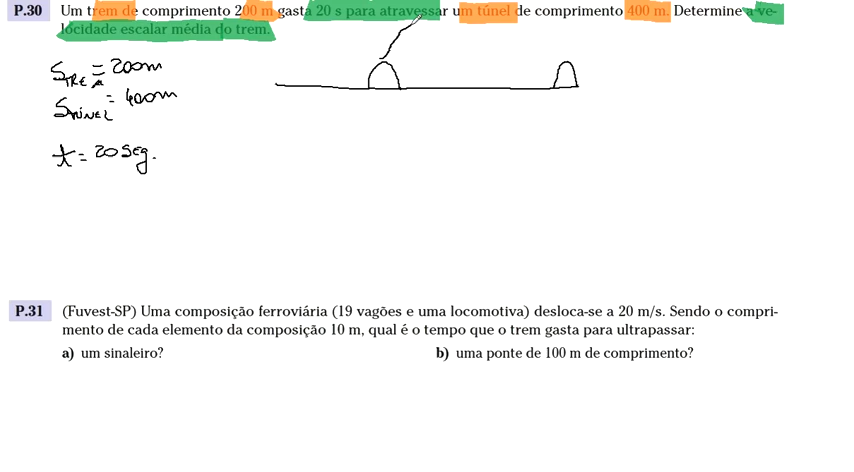 P.30 Um trem de comprimento 200 m gasta 20 s para atravessar um túnel de comprimento 400 m. Determine a ve-
locidade escalar média do trem.
STREM = 200m
STÚNEL = 400m
t = 20 seg.
P.31 (Fuvest-SP) Uma composição ferroviária (19 vagões e uma locomotiva) desloca-se a 20 m/s. Sendo o compri-
mento de cada elemento da composição 10 m, qual é o tempo que o trem gasta para ultrapassar:
a) um sinaleiro? b) uma ponte de 100 m de comprimento?